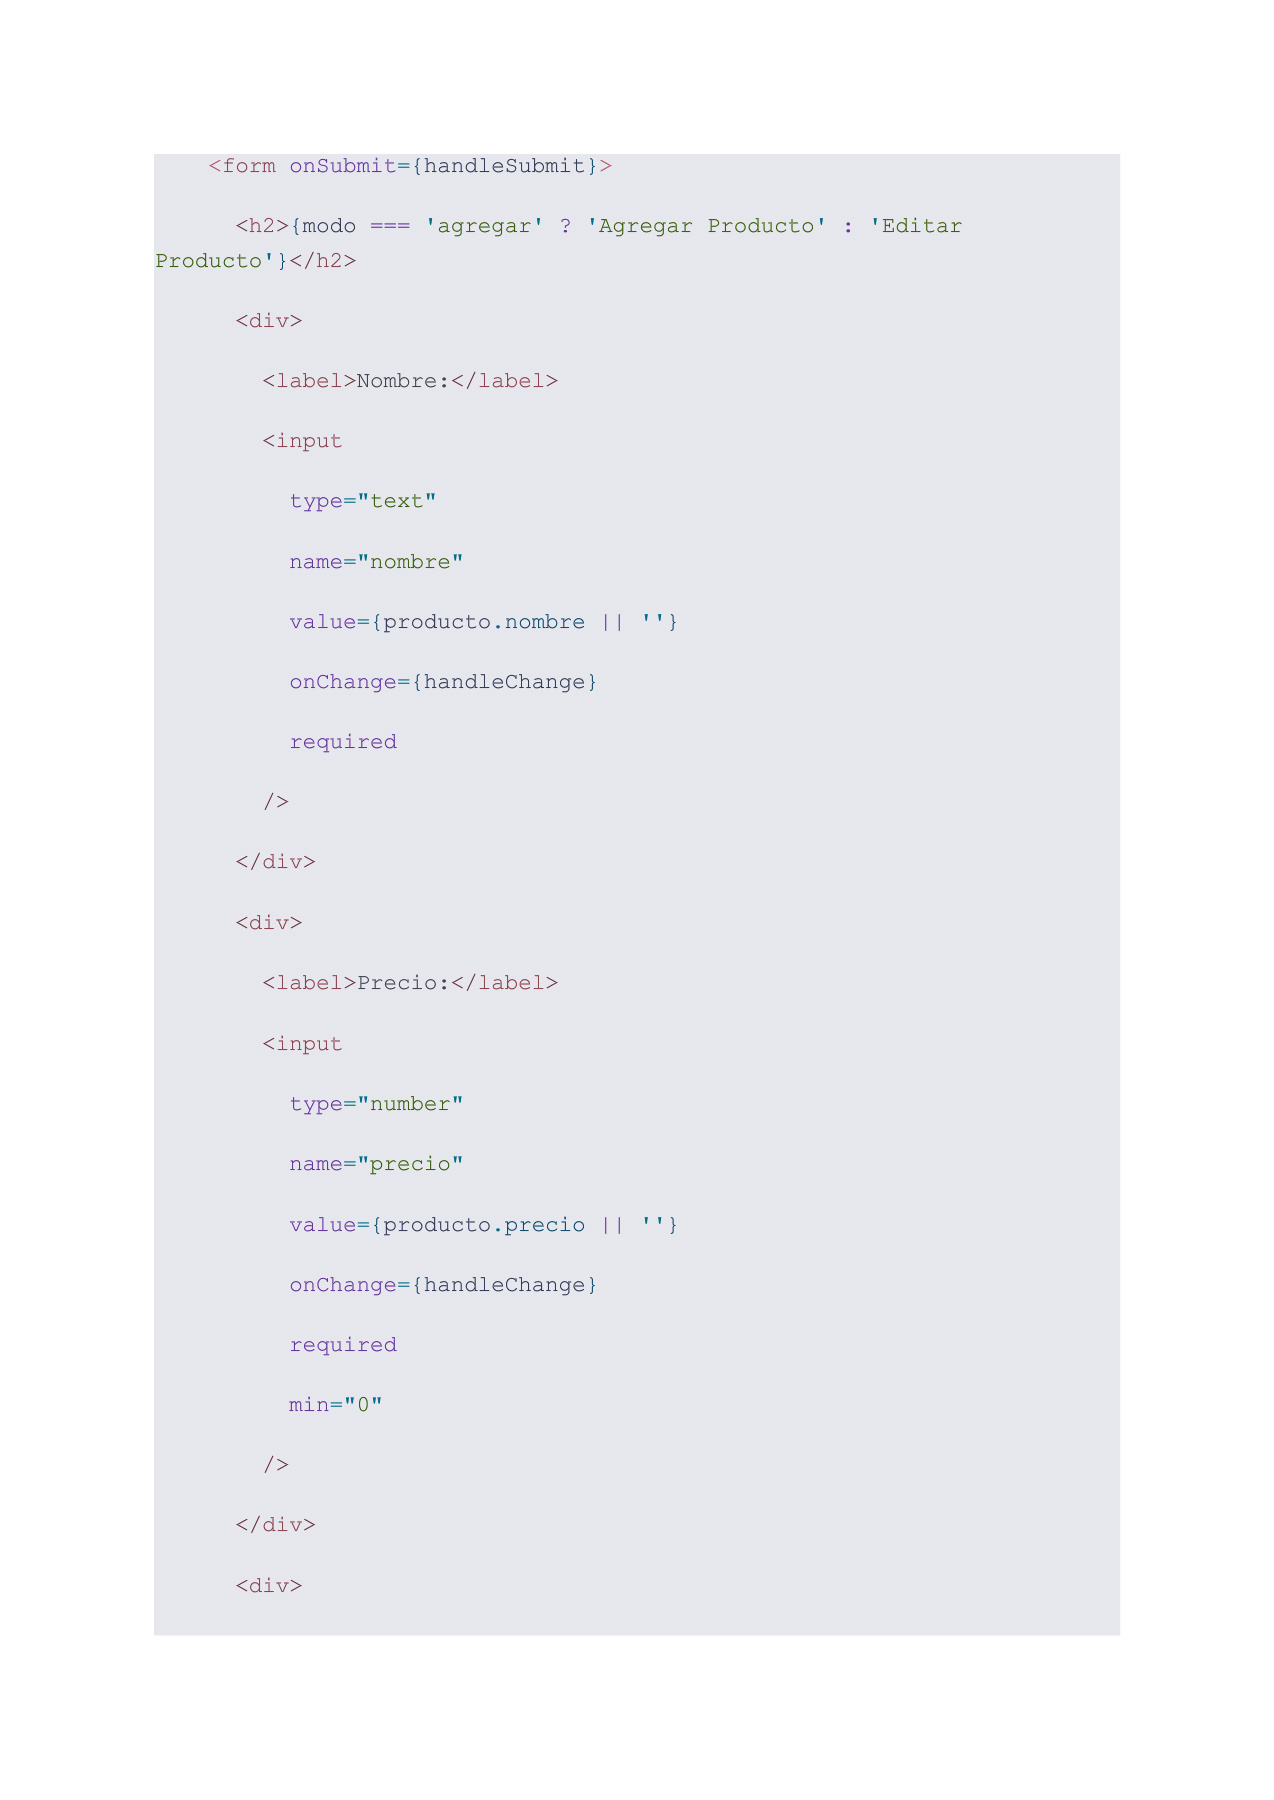 <form onSubmit={handleSubmit}>
<h2>{modo === 'agregar' ? 'Agregar Producto' : 'Editar
Producto'}</h2>
<div>
<label>Nombre:</label>
<input
type="text"
name="nombre"
value={producto.nombre || ''}
onChange={handleChange}
required
/>
</div>
<div>
<label>Precio:</label>
<input
type="number"
name="precio"
value={producto.precio || ''}
onChange={handleChange}
required
min="0"
/>
</div>
<div>